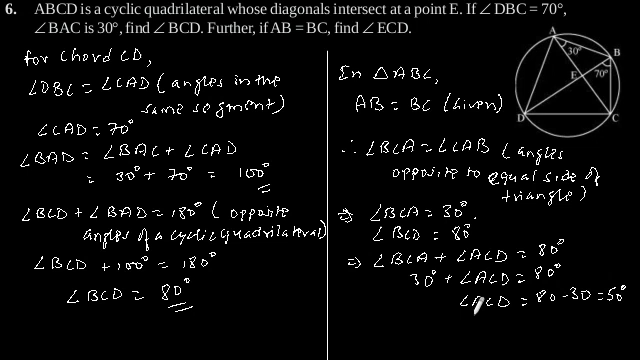 6. ABCD is a cyclic quadrilateral whose diagonals intersect at a point E. If ∠ DBC = 70°,
∠ BAC is 30°, find ∠ BCD. Further, if AB = BC, find ∠ ECD.
for chord CD,
∠DBC = ∠CAD (angles in the
same segment)
∠CAD = 70°
∠BAD = ∠BAC + ∠CAD
= 30° + 70° = 100°
∠BCD + ∠BAD = 180° (opposite
angles of a cyclic quadrilateral)
∠BCD + 100° = 180°
∠BCD = 80°
In △ABC,
AB = BC (Given)
∴ ∠BCA = ∠CAB (angles
opposite to equal side of
triangle)
⇒ ∠BCA = 30°.
∠BCD = 80°
⇒ ∠BCA + ∠ACD = 80°
30° + ∠ACD = 80°
∠ACD = 80 - 30 = 50°
A
30°
B
E
70°
D
C